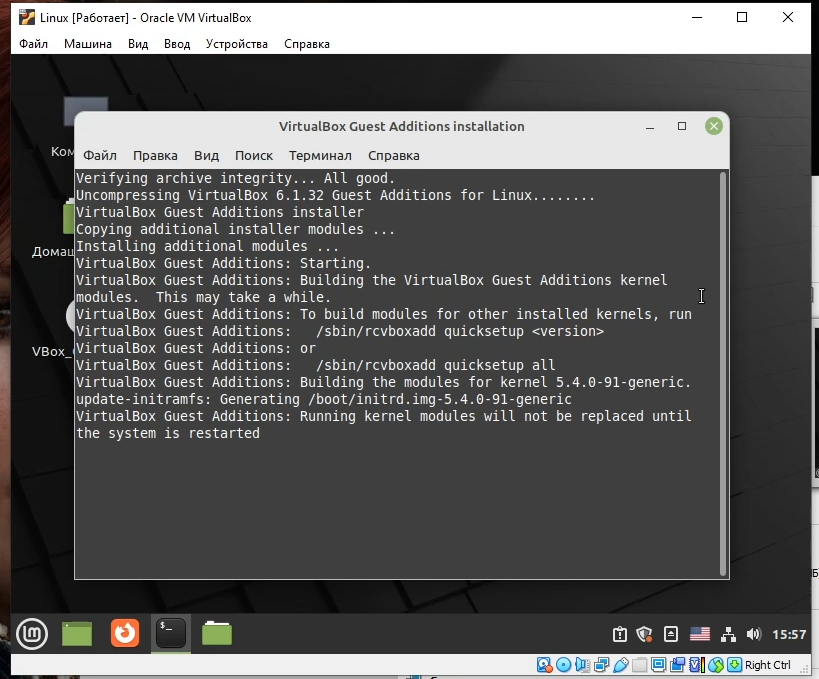 Linux [Работает] - Oracle VM VirtualBox
Файл Машина Вид Ввод Устройства Справка
VirtualBox Guest Additions installation
Файл Правка Вид Поиск Терминал Справка
Verifying archive integrity... All good.
Uncompressing VirtualBox 6.1.32 Guest Additions for Linux........
VirtualBox Guest Additions installer
Copying additional installer modules ...
Installing additional modules ...
VirtualBox Guest Additions: Starting.
VirtualBox Guest Additions: Building the VirtualBox Guest Additions kernel
modules.  This may take a while.
VirtualBox Guest Additions: To build modules for other installed kernels, run
VirtualBox Guest Additions:   /sbin/rcvboxadd quicksetup <version>
VirtualBox Guest Additions: or
VirtualBox Guest Additions:   /sbin/rcvboxadd quicksetup all
VirtualBox Guest Additions: Building the modules for kernel 5.4.0-91-generic.
update-initramfs: Generating /boot/initrd.img-5.4.0-91-generic
VirtualBox Guest Additions: Running kernel modules will not be replaced until
the system is restarted
Ком
Домаш
VBox_
$_
15:57
Right Ctrl